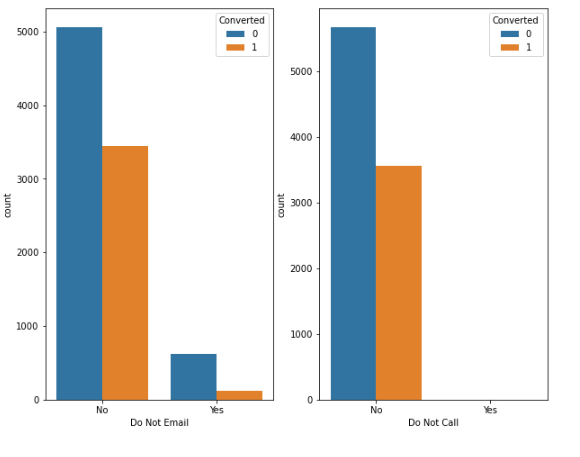 Converted
0
1
5000
4000
3000
2000
1000
0
count
No
Yes
Do Not Email
Converted
0
1
5000
4000
3000
2000
1000
0
count
No
Yes
Do Not Call